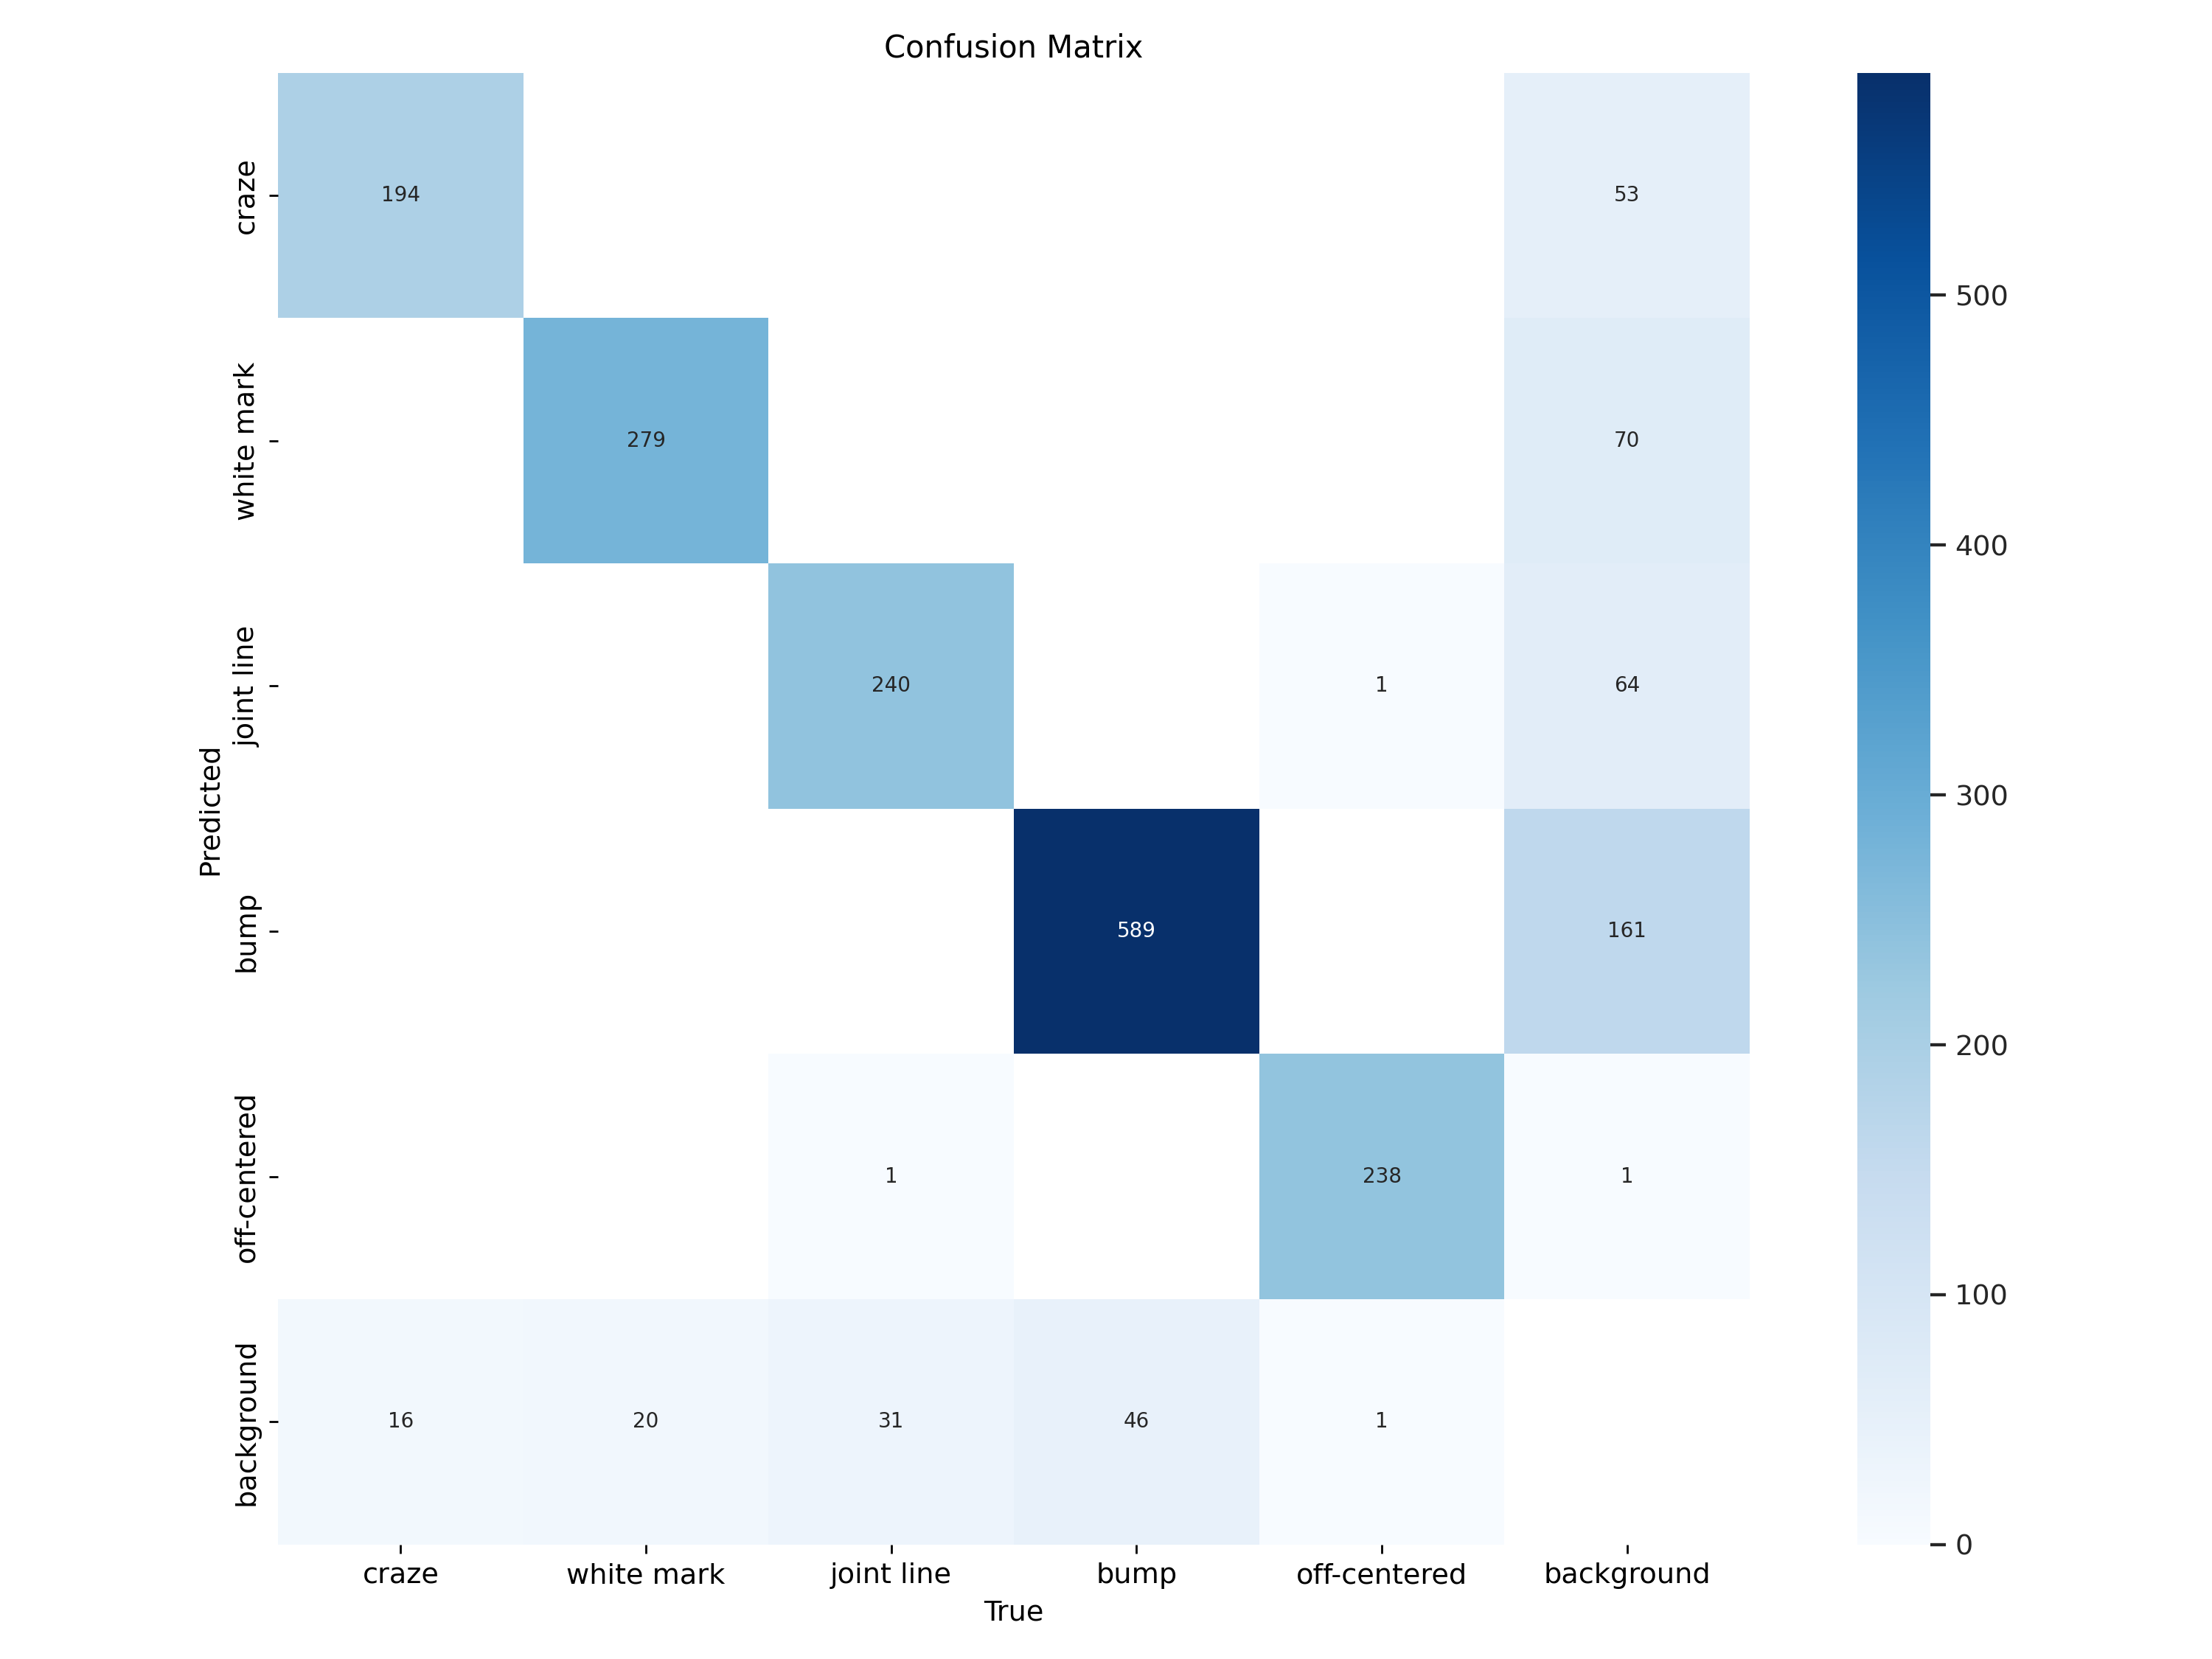 Confusion Matrix
craze
194
53
white mark
279
70
500
400
joint line
240
1
64
300
Predicted
bump
589
161
200
off-centered
1
238
1
100
background
16
20
31
46
1
0
craze
white mark
joint line
bump
off-centered
background
True